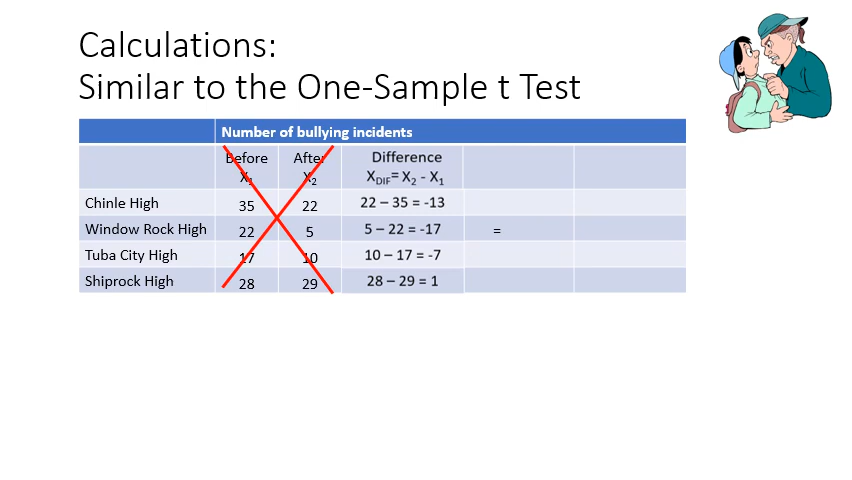 Calculations:
Similar to the One-Sample t Test
Number of bullying incidents
Before After Difference
X1 X2 XDIF= X2 - X1
Chinle High 35 22 22 – 35 = -13
Window Rock High 22 5 5 – 22 = -17 =
Tuba City High 17 10 10 – 17 = -7
Shiprock High 28 29 28 – 29 = 1